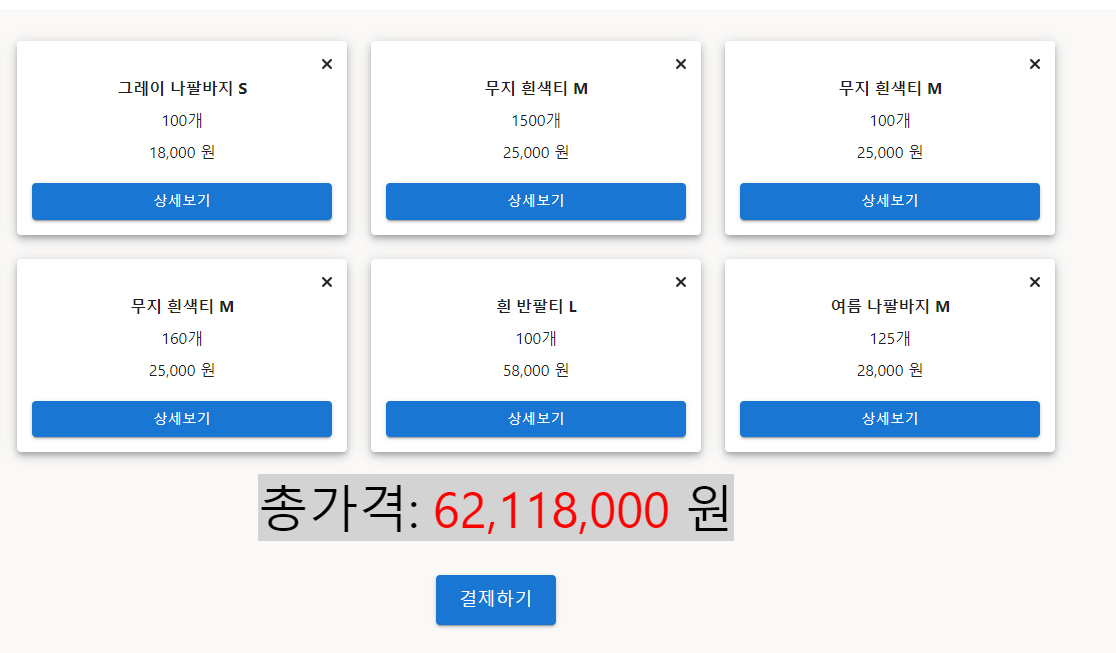 그레이 나팔바지 S
100개
18,000 원
상세보기
무지 흰색티 M
1500개
25,000 원
상세보기
무지 흰색티 M
100개
25,000 원
상세보기
무지 흰색티 M
160개
25,000 원
상세보기
흰 반팔티 L
100개
58,000 원
상세보기
여름 나팔바지 M
125개
28,000 원
상세보기
총가격: 62,118,000 원
결제하기